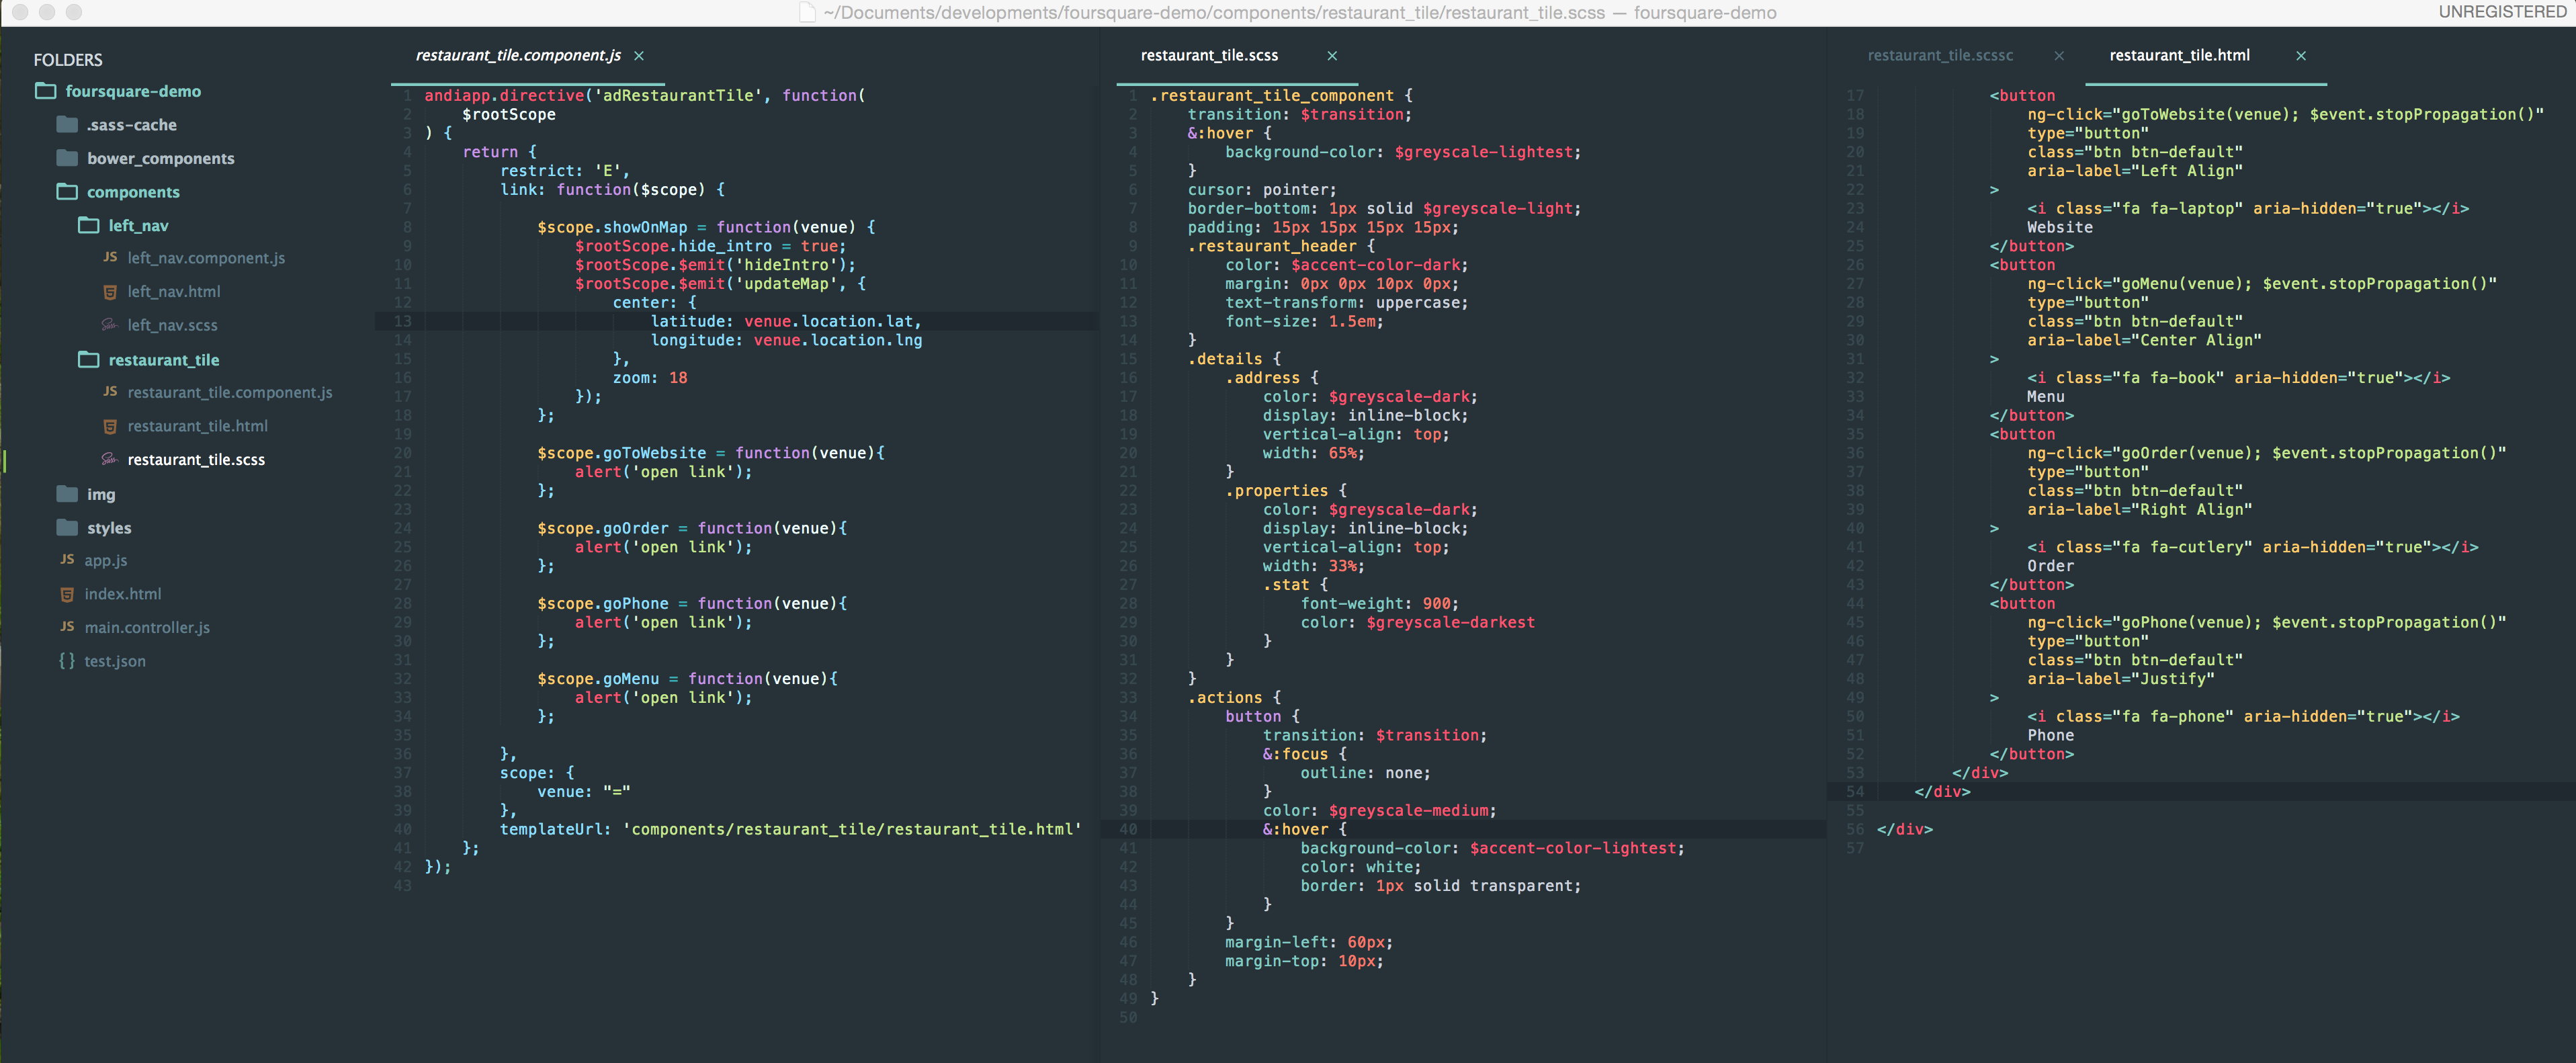 ~/Documents/developments/foursquare-demo/components/restaurant_tile/restaurant_tile.scss — foursquare-demo
UNREGISTERED
FOLDERS
foursquare-demo
.sass-cache
bower_components
components
left_nav
JS left_nav.component.js
left_nav.html
left_nav.scss
restaurant_tile
JS restaurant_tile.component.js
restaurant_tile.html
restaurant_tile.scss
img
styles
JS app.js
index.html
JS main.controller.js
{} test.json
restaurant_tile.component.js ×
1 andiapp.directive('adRestaurantTile', function(
2     $rootScope
3 ) {
4     return {
5         restrict: 'E',
6         link: function($scope) {
7
8             $scope.showOnMap = function(venue) {
9                 $rootScope.hide_intro = true;
10                 $rootScope.$emit('hideIntro');
11                 $rootScope.$emit('updateMap', {
12                     center: {
13                         latitude: venue.location.lat,
14                         longitude: venue.location.lng
15                     },
16                     zoom: 18
17                 });
18             };
19
20             $scope.goToWebsite = function(venue){
21                 alert('open link');
22             };
23
24             $scope.goOrder = function(venue){
25                 alert('open link');
26             };
27
28             $scope.goPhone = function(venue){
29                 alert('open link');
30             };
31
32             $scope.goMenu = function(venue){
33                 alert('open link');
34             };
35
36         },
37         scope: {
38             venue: "="
39         },
40         templateUrl: 'components/restaurant_tile/restaurant_tile.html'
41     };
42 });
43
restaurant_tile.scss ×
1 .restaurant_tile_component {
2     transition: $transition;
3     &:hover {
4         background-color: $greyscale-lightest;
5     }
6     cursor: pointer;
7     border-bottom: 1px solid $greyscale-light;
8     padding: 15px 15px 15px 15px;
9     .restaurant_header {
10         color: $accent-color-dark;
11         margin: 0px 0px 10px 0px;
12         text-transform: uppercase;
13         font-size: 1.5em;
14     }
15     .details {
16         .address {
17             color: $greyscale-dark;
18             display: inline-block;
19             vertical-align: top;
20             width: 65%;
21         }
22         .properties {
23             color: $greyscale-dark;
24             display: inline-block;
25             vertical-align: top;
26             width: 33%;
27             .stat {
28                 font-weight: 900;
29                 color: $greyscale-darkest
30             }
31         }
32     }
33     .actions {
34         button {
35             transition: $transition;
36             &:focus {
37                 outline: none;
38             }
39             color: $greyscale-medium;
40             &:hover {
41                 background-color: $accent-color-lightest;
42                 color: white;
43                 border: 1px solid transparent;
44             }
45         }
46         margin-left: 60px;
47         margin-top: 10px;
48     }
49 }
50
restaurant_tile.scssc × restaurant_tile.html ×
17             <button
18                 ng-click="goToWebsite(venue); $event.stopPropagation()"
19                 type="button"
20                 class="btn btn-default"
21                 aria-label="Left Align"
22             >
23                 <i class="fa fa-laptop" aria-hidden="true"></i>
24                 Website
25             </button>
26             <button
27                 ng-click="goMenu(venue); $event.stopPropagation()"
28                 type="button"
29                 class="btn btn-default"
30                 aria-label="Center Align"
31             >
32                 <i class="fa fa-book" aria-hidden="true"></i>
33                 Menu
34             </button>
35             <button
36                 ng-click="goOrder(venue); $event.stopPropagation()"
37                 type="button"
38                 class="btn btn-default"
39                 aria-label="Right Align"
40             >
41                 <i class="fa fa-cutlery" aria-hidden="true"></i>
42                 Order
43             </button>
44             <button
45                 ng-click="goPhone(venue); $event.stopPropagation()"
46                 type="button"
47                 class="btn btn-default"
48                 aria-label="Justify"
49             >
50                 <i class="fa fa-phone" aria-hidden="true"></i>
51                 Phone
52             </button>
53         </div>
54     </div>
55
56 </div>
57